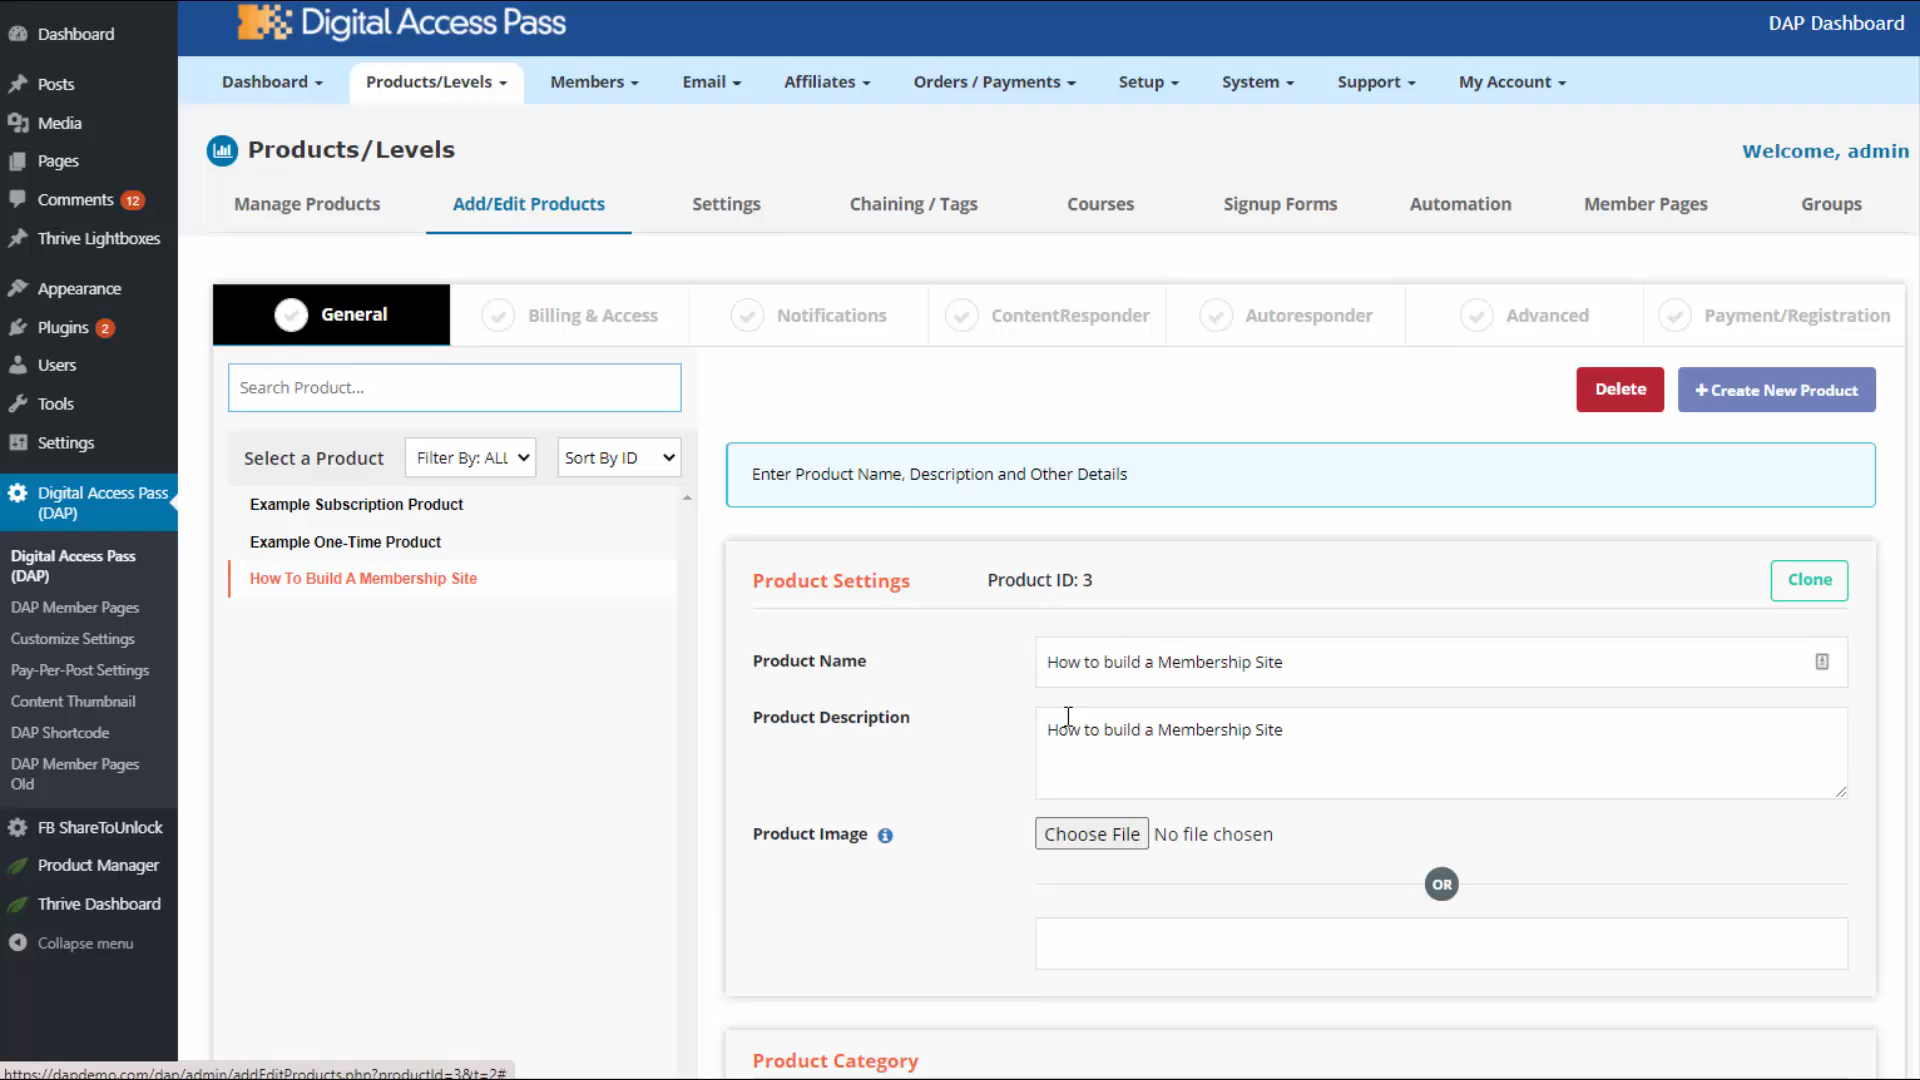 Digital Access Pass
DAP Dashboard
Dashboard
Products/Levels
Members
Email
Affiliates
Orders / Payments
Setup
System
Support
My Account
Products/Levels
Welcome, admin
Manage Products
Add/Edit Products
Settings
Chaining / Tags
Courses
Signup Forms
Automation
Member Pages
Groups
Dashboard
Posts
Media
Pages
Comments 12
Thrive Lightboxes
Appearance
Plugins 2
Users
Tools
Settings
Digital Access Pass
(DAP)
Digital Access Pass
(DAP)
DAP Member Pages
Customize Settings
Pay-Per-Post Settings
Content Thumbnail
DAP Shortcode
DAP Member Pages
Old
FB ShareToUnlock
Product Manager
Thrive Dashboard
Collapse menu
General
Billing & Access
Notifications
ContentResponder
Autoresponder
Advanced
Payment/Registration
Search Product...
Select a Product
Filter By: ALL
Sort By ID
Example Subscription Product
Example One-Time Product
How To Build A Membership Site
Delete
+ Create New Product
Enter Product Name, Description and Other Details
Product Settings
Product ID: 3
Clone
Product Name
How to build a Membership Site
Product Description
How to build a Membership Site
Product Image
Choose File No file chosen
OR
Product Category
https://dapdemo.com/dap/admin/addEditProducts.php?productId=3&t=2#